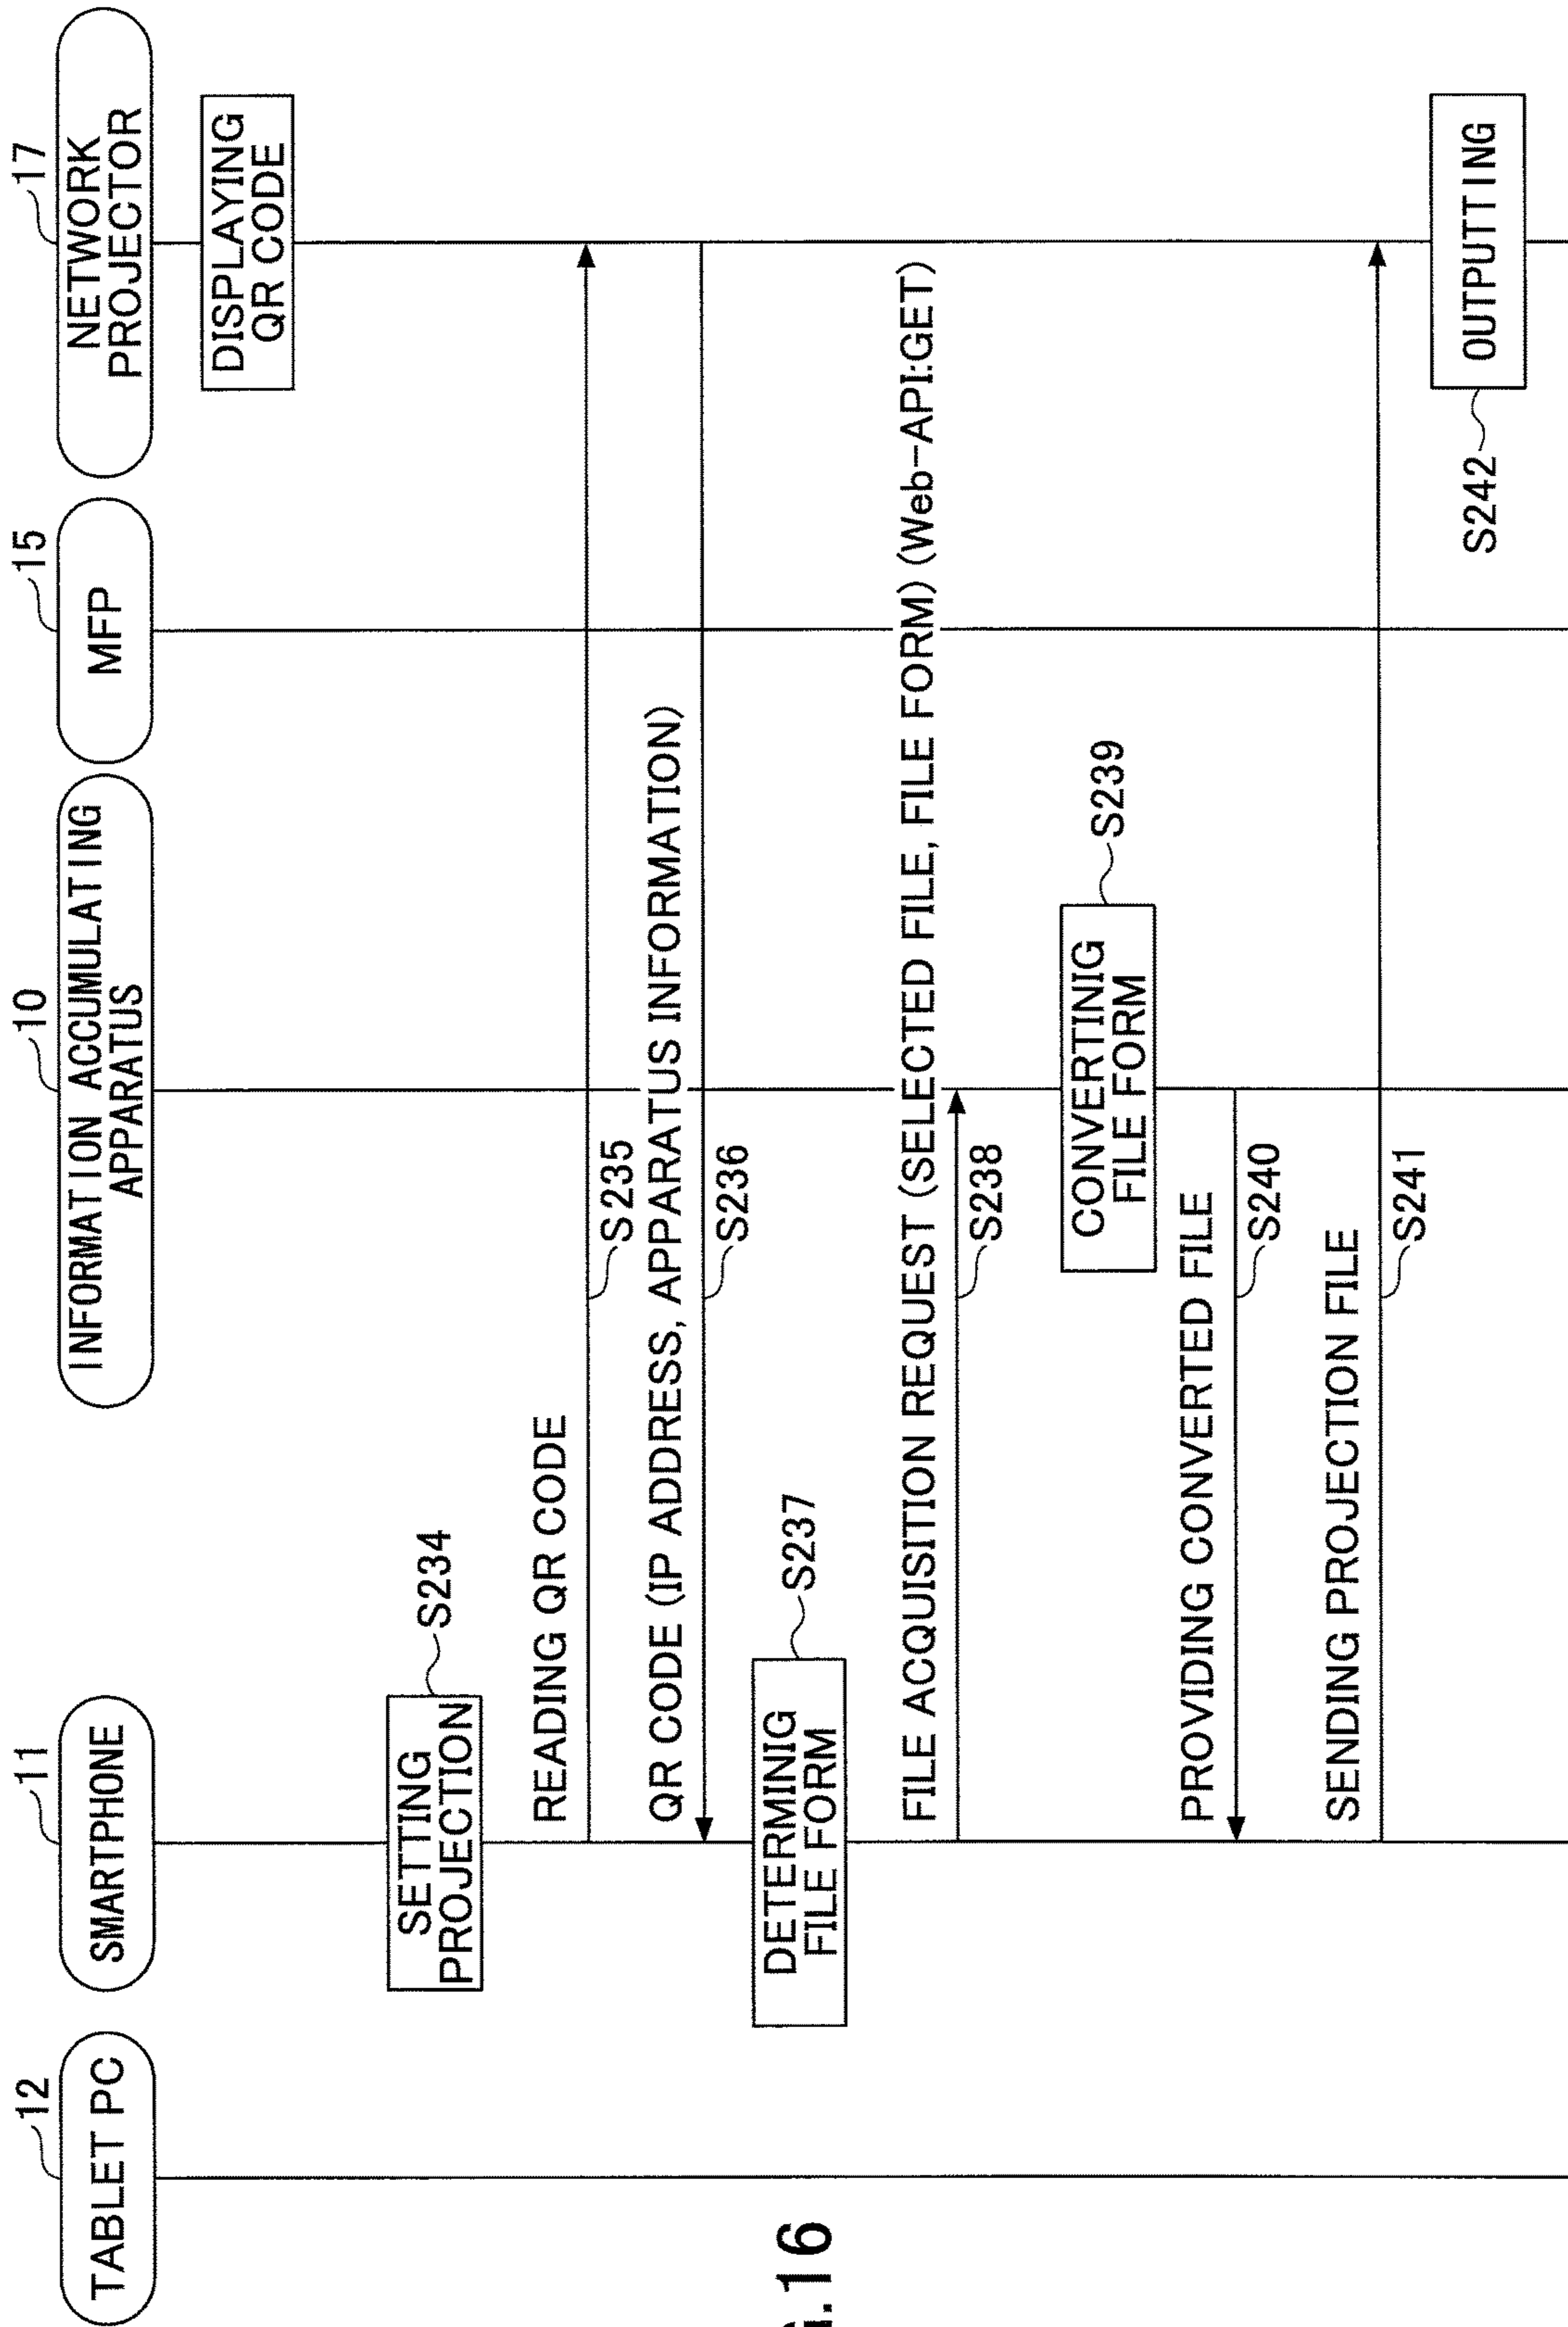 12
TABLET PC
11
SMARTPHONE
10
INFORMATION ACCUMULATING
APPARATUS
15
MFP
17
NETWORK
PROJECTOR
DISPLAYING
QR CODE
SETTING
PROJECTION
S234
READING QR CODE
S235
QR CODE (IP ADDRESS, APPARATUS INFORMATION)
S236
DETERMINIG
FILE FORM
S237
FILE ACQUISITION REQUEST (SELECTED FILE, FILE FORM) (Web-API:GET)
S238
CONVERTINIG
FILE FORM
S239
PROVIDING CONVERTED FILE
S240
SENDING PROJECTION FILE
S241
S242
OUTPUTTING
.16